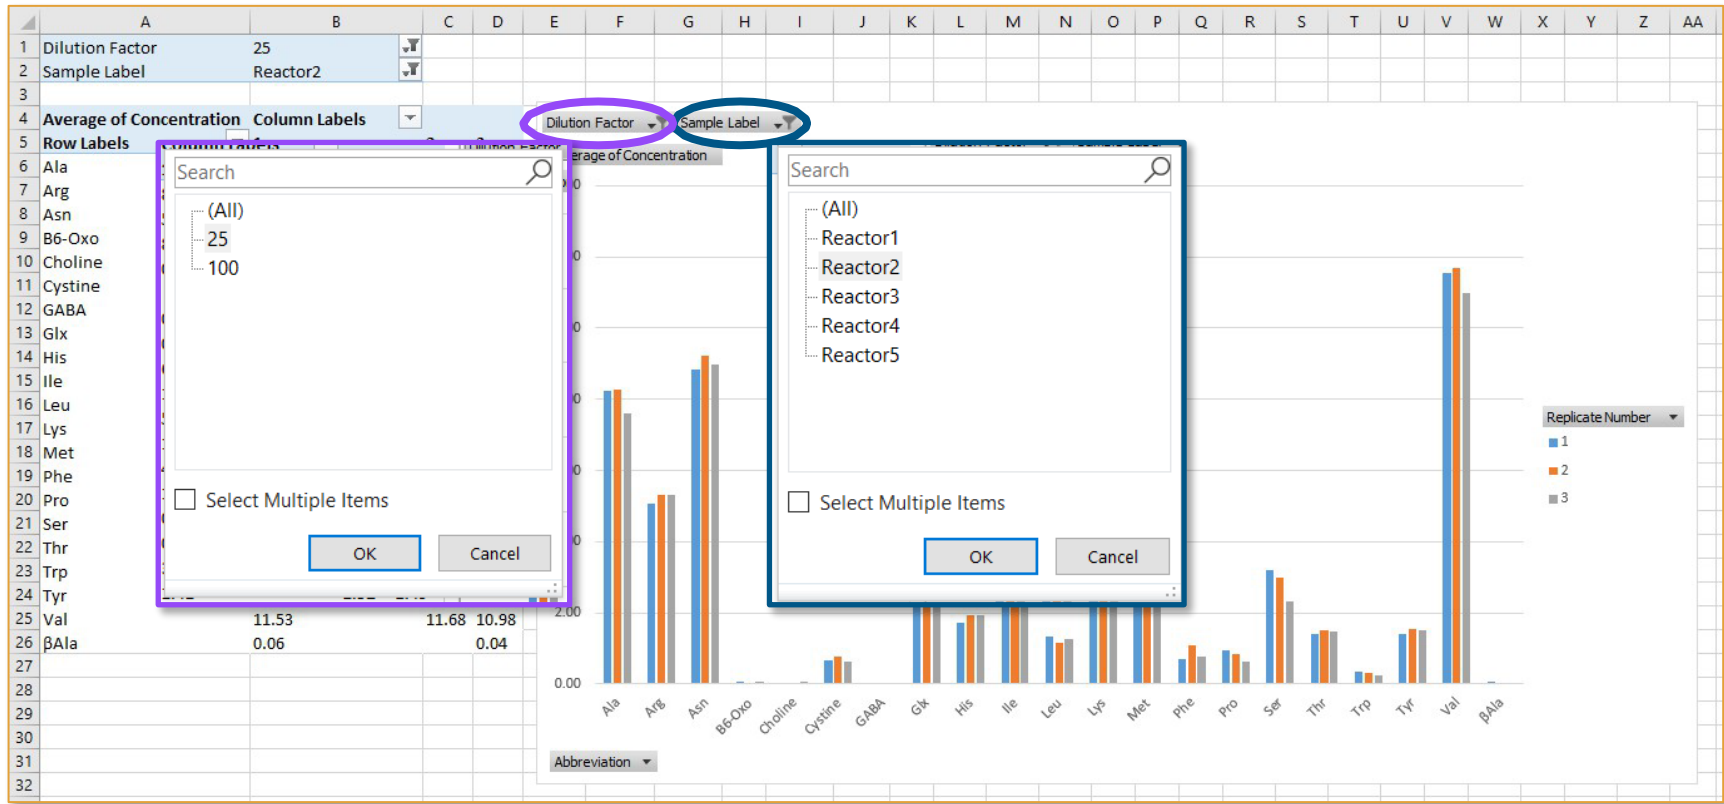 A B C D E F G H I J K L M N O P Q R S T U V W X Y Z AA
1 Dilution Factor 25
2 Sample Label Reactor2
3
4 Average of Concentration Column Labels
5 Row Labels
6 Ala
7 Arg
8 Asn
9 B6-Oxo
10 Choline
11 Cystine
12 GABA
13 Glx
14 His
15 Ile
16 Leu
17 Lys
18 Met
19 Phe
20 Pro
21 Ser
22 Thr
23 Trp
24 Tyr
25 Val 11.53 11.68 10.98
26 βAla 0.06 0.04
27
28
29
30
31
32
Search
(All)
25
100
Select Multiple Items
OK Cancel
Dilution Factor Sample Label
erage of Concentration
Search
(All)
Reactor1
Reactor2
Reactor3
Reactor4
Reactor5
Select Multiple Items
OK Cancel
2.00
0.00
Ala Arg Asn B6-Oxo Choline Cystine GABA Glx His Ile Leu Lys Met Phe Pro Ser Thr Trp Tyr Val βAla
Abbreviation
Replicate Number
1
2
3